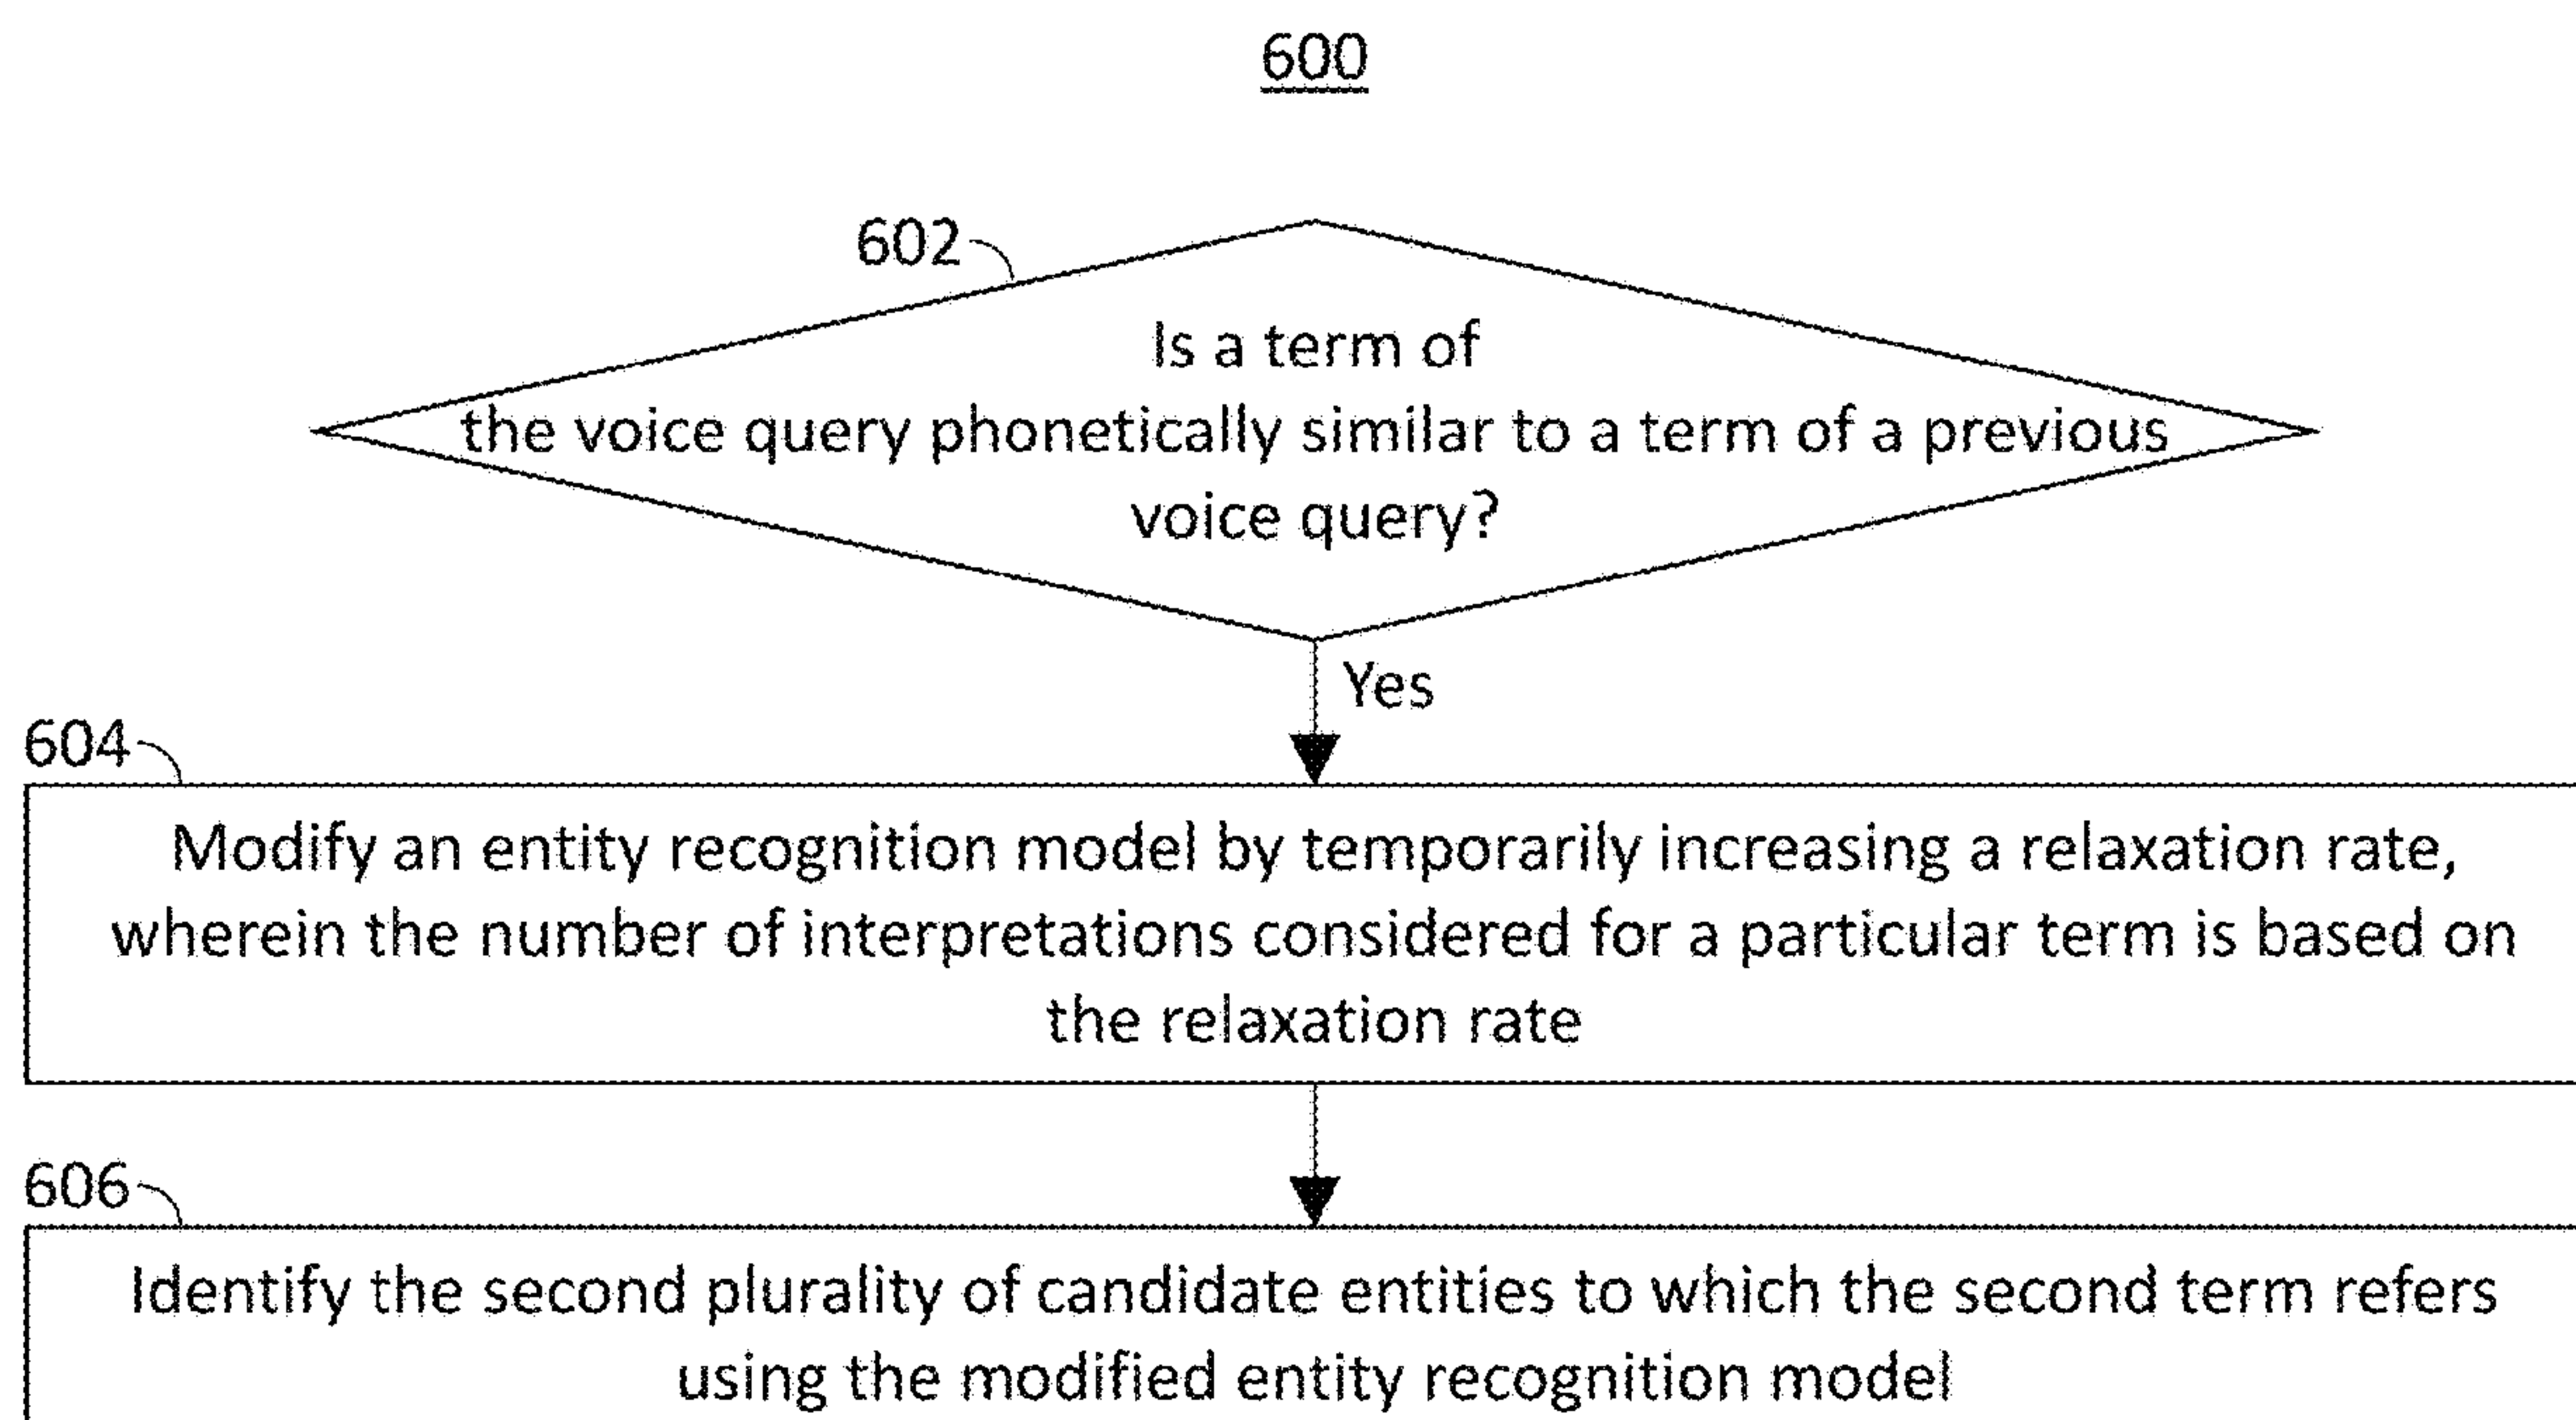 600
602
Is a term of
the voice query phonetically similar to a term of a previous
voice query?
Yes
604
Modify an entity recognition model by temporarily increasing a relaxation rate,
wherein the number of interpretations considered for a particular term is based on
the relaxation rate
606
Identify the second plurality of candidate entities to which the second term refers
using the modified entity recognition model